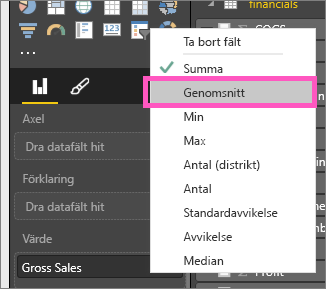 financials
COGS
Ta bort fält
Summa
Genomsnitt
Min
Max
Antal (distrikt)
Antal
Standardavvikelse
Avvikelse
Median
Axel
Dra datafält hit
Förklaring
Dra datafält hit
Värde
Gross Sales
Profit